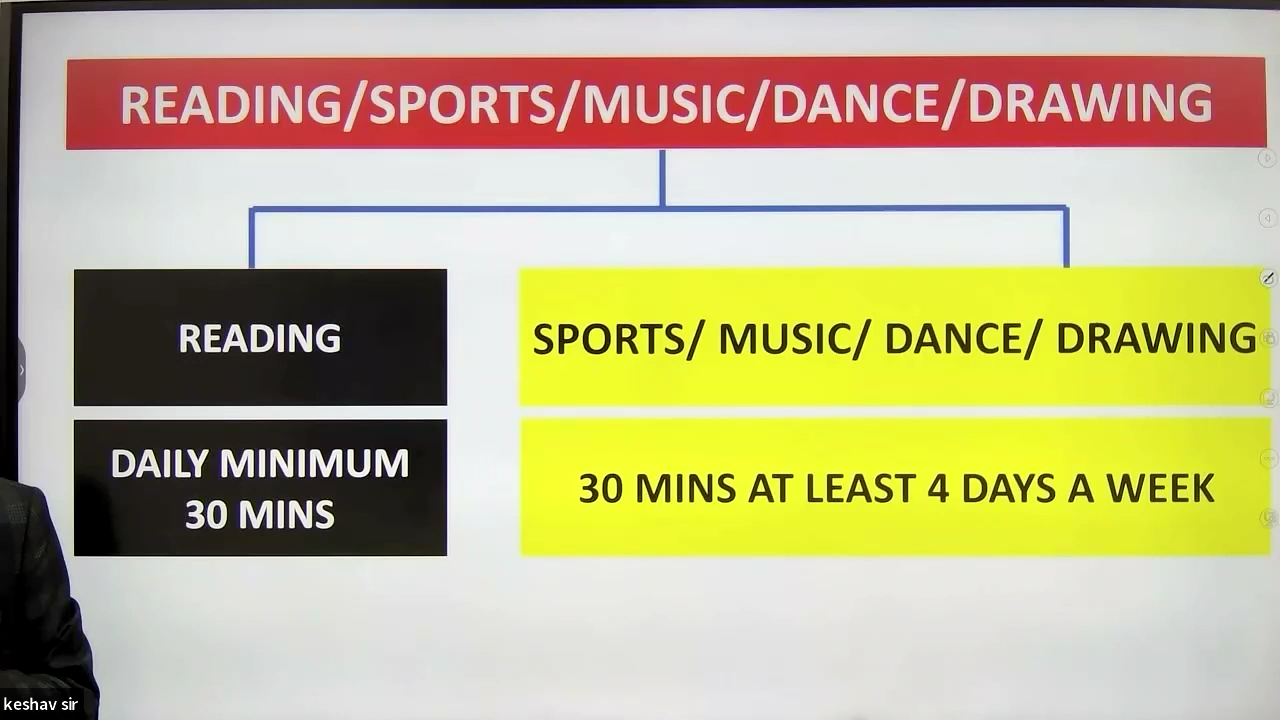 READING/SPORTS/MUSIC/DANCE/DRAWING
READING
SPORTS/ MUSIC/ DANCE/ DRAWING
DAILY MINIMUM
30 MINS
30 MINS AT LEAST 4 DAYS A WEEK
keshav sir